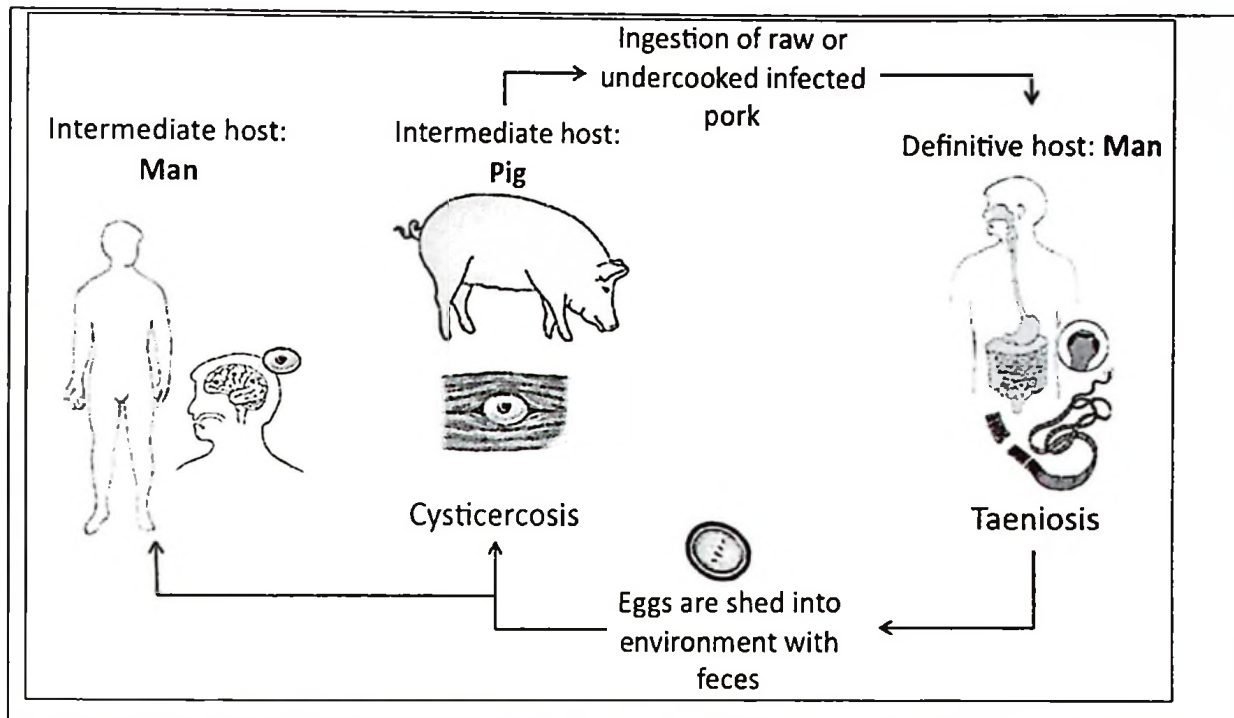 Ingestion of raw or
undercooked infected
pork
Intermediate host:
Man
Intermediate host:
Pig
Definitive host: Man
Cysticercosis
Taeniosis
Eggs are shed into
environment with
feces